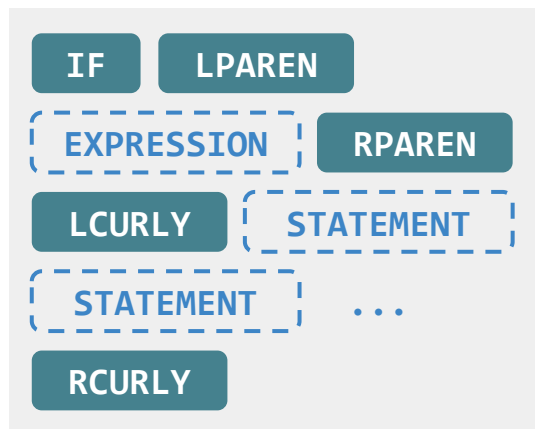 IF LPAREN
EXPRESSION RPAREN
LCURLY STATEMENT
STATEMENT ...
RCURLY